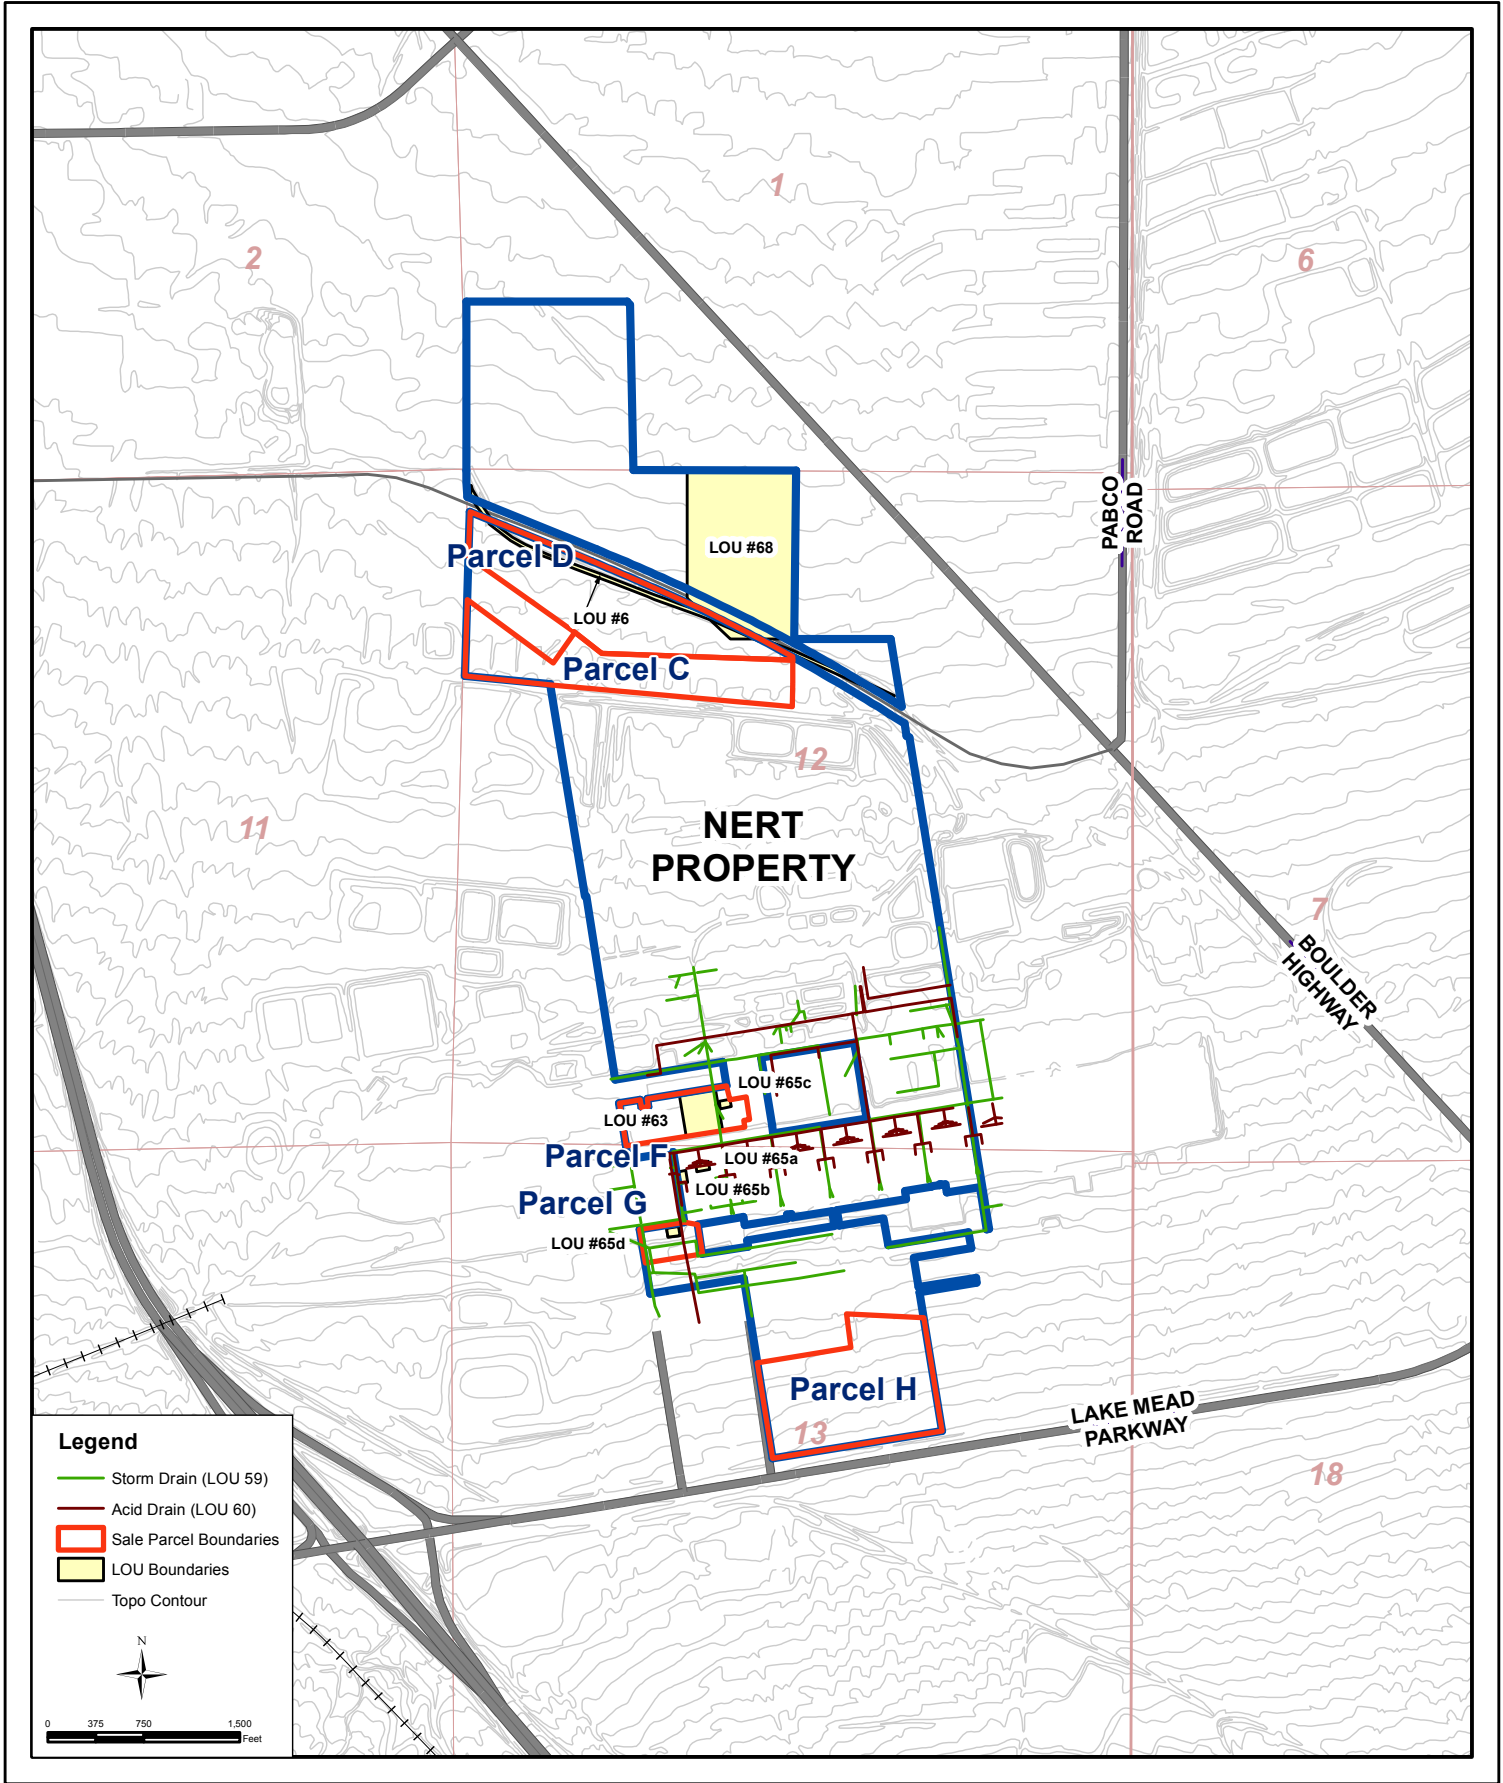 1
2
6
PABCO
ROAD
LOU #68
Parcel D
LOU #6
Parcel C
12
NERT
PROPERTY
11
7
BOULDER
HIGHWAY
LOU #65c
LOU #63
Parcel F
LOU #65a
LOU #65b
Parcel G
LOU #65d
Parcel H
LAKE MEAD
PARKWAY
13
18
Legend
Storm Drain (LOU 59)
Acid Drain (LOU 60)
Sale Parcel Boundaries
LOU Boundaries
Topo Contour
N
0 375 750 1,500
Feet